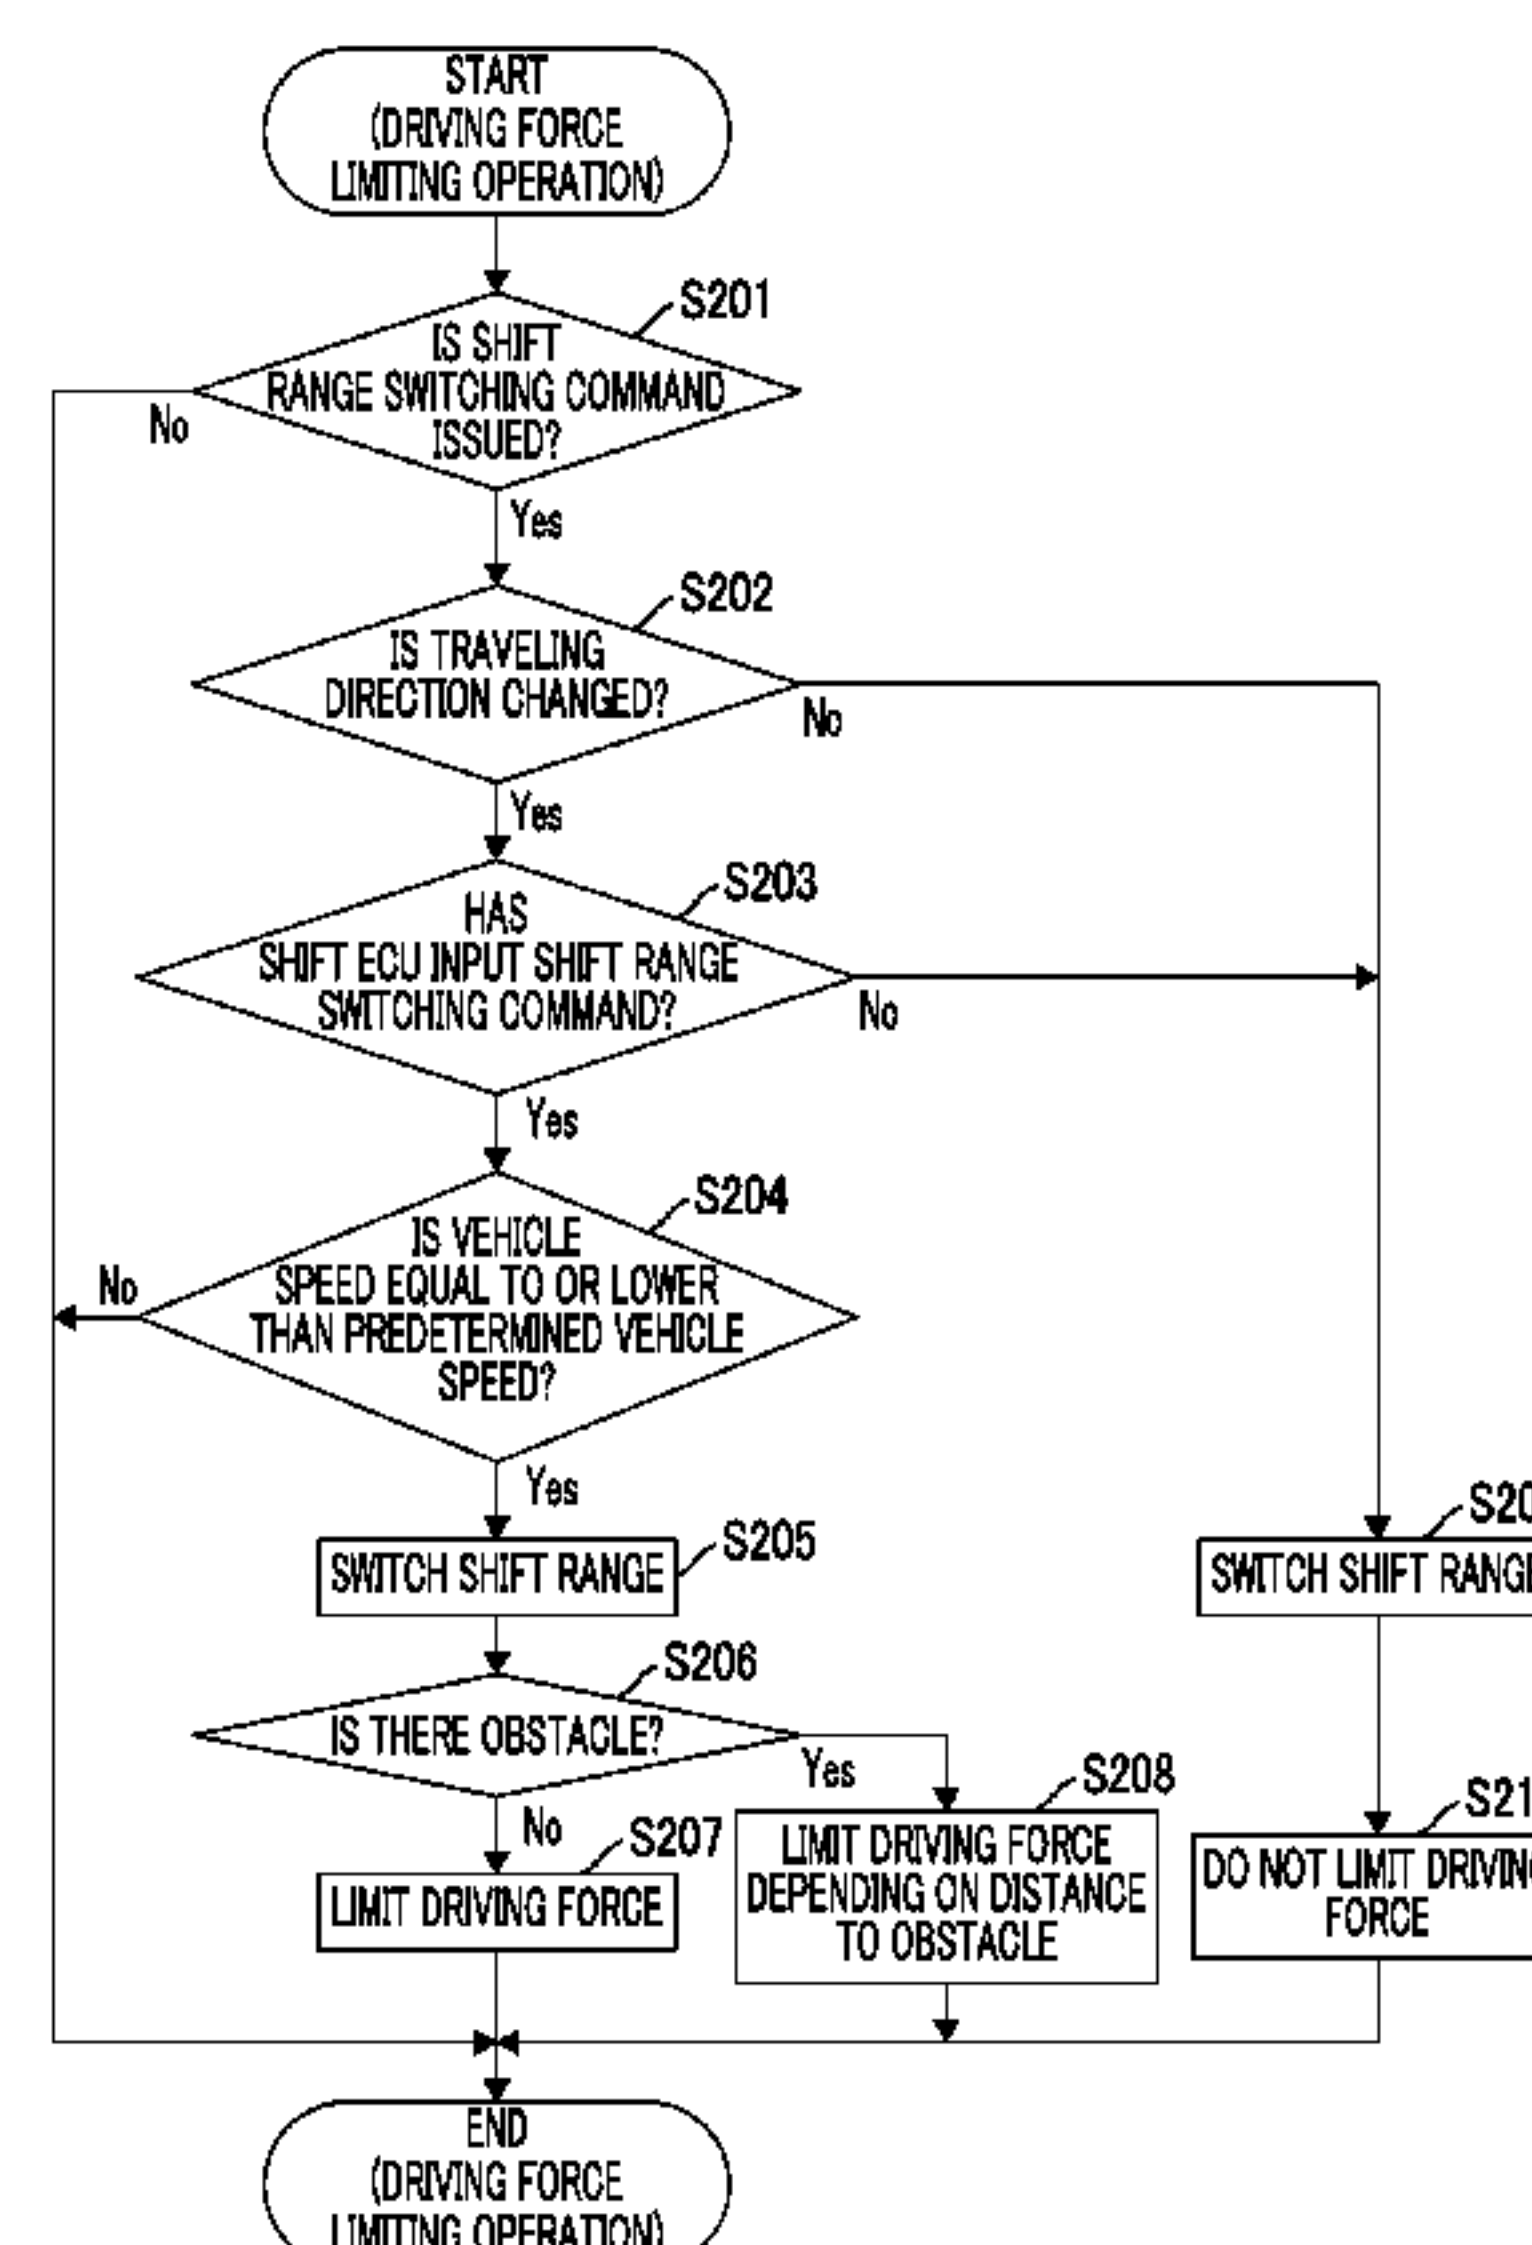 START
(DRIVING FORCE
LIMITING OPERATION)
S201
IS SHIFT
RANGE SWITCHING COMMAND
ISSUED?
No
Yes
S202
IS TRAVELING
DIRECTION CHANGED?
No
Yes
S203
HAS
SHIFT ECU INPUT SHIFT RANGE
SWITCHING COMMAND?
No
Yes
S204
IS VEHICLE
SPEED EQUAL TO OR LOWER
THAN PREDETERMINED VEHICLE
SPEED?
No
Yes
S205
SWITCH SHIFT RANGE
SWITCH SHIFT RANGE
S206
IS THERE OBSTACLE?
Yes
No
S207
LIMIT DRIVING FORCE
S208
LIMIT DRIVING FORCE
DEPENDING ON DISTANCE
TO OBSTACLE
DO NOT LIMIT DRIVING
FORCE
END
(DRIVING FORCE
LIMITING OPERATION)